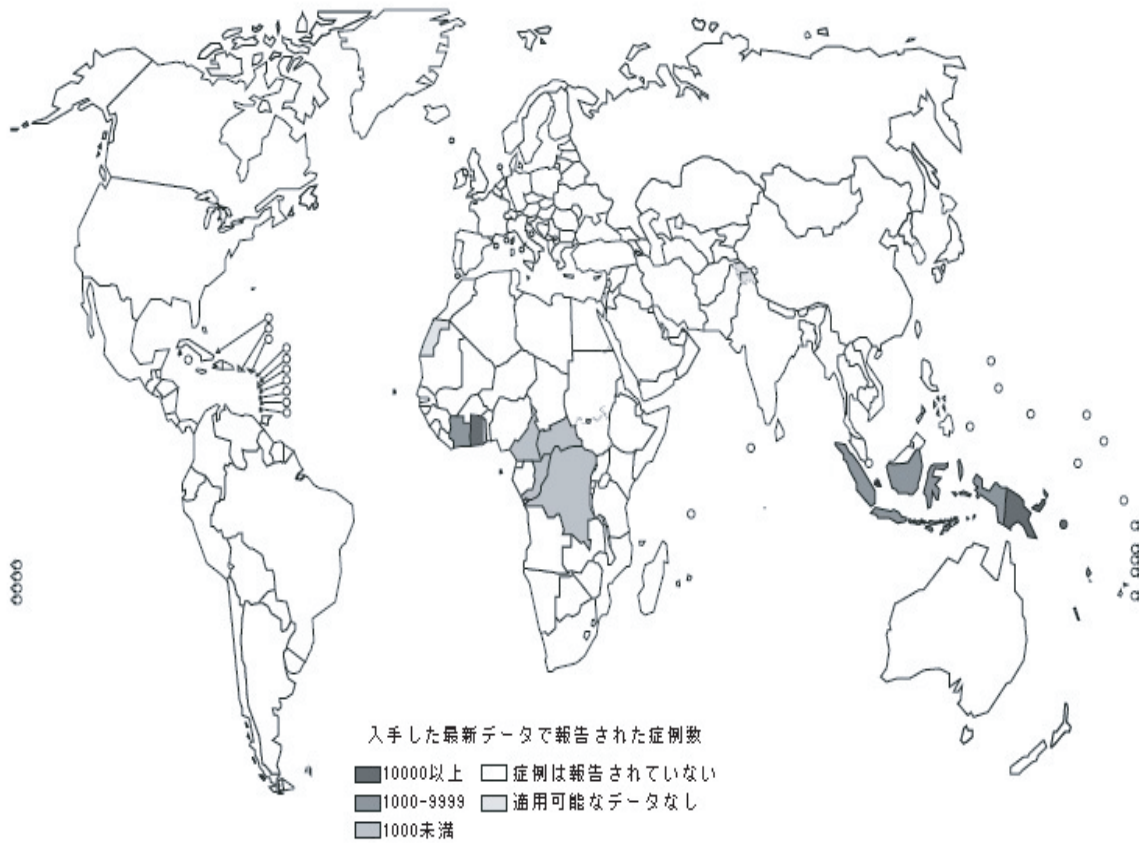 入手した最新データで報告された症例数
10000以上
症例は報告されていない
1000-9999
適用可能なデータなし
1000未満